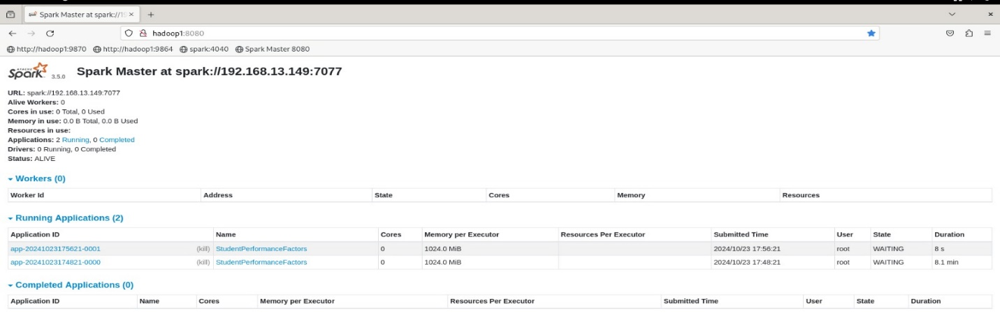 Spark Master at spark://19
hadoop1:8080
http://hadoop1:9870 http://hadoop1:9864 spark:4040 Spark Master 8080
APACHE Spark 3.5.0 Spark Master at spark://192.168.13.149:7077
URL: spark://192.168.13.149:7077
Alive Workers: 0
Cores in use: 0 Total, 0 Used
Memory in use: 0.0 B Total, 0.0 B Used
Resources in use:
Applications: 2 Running, 0 Completed
Drivers: 0 Running, 0 Completed
Status: ALIVE
Workers (0)
Worker Id Address State Cores Memory Resources
Running Applications (2)
Application ID Name Cores Memory per Executor Resources Per Executor Submitted Time User State Duration
app-20241023175621-0001 (kill) StudentPerformanceFactors 0 1024.0 MiB 2024/10/23 17:56:21 root WAITING 8 s
app-20241023174821-0000 (kill) StudentPerformanceFactors 0 1024.0 MiB 2024/10/23 17:48:21 root WAITING 8.1 min
Completed Applications (0)
Application ID Name Cores Memory per Executor Resources Per Executor Submitted Time User State Duration